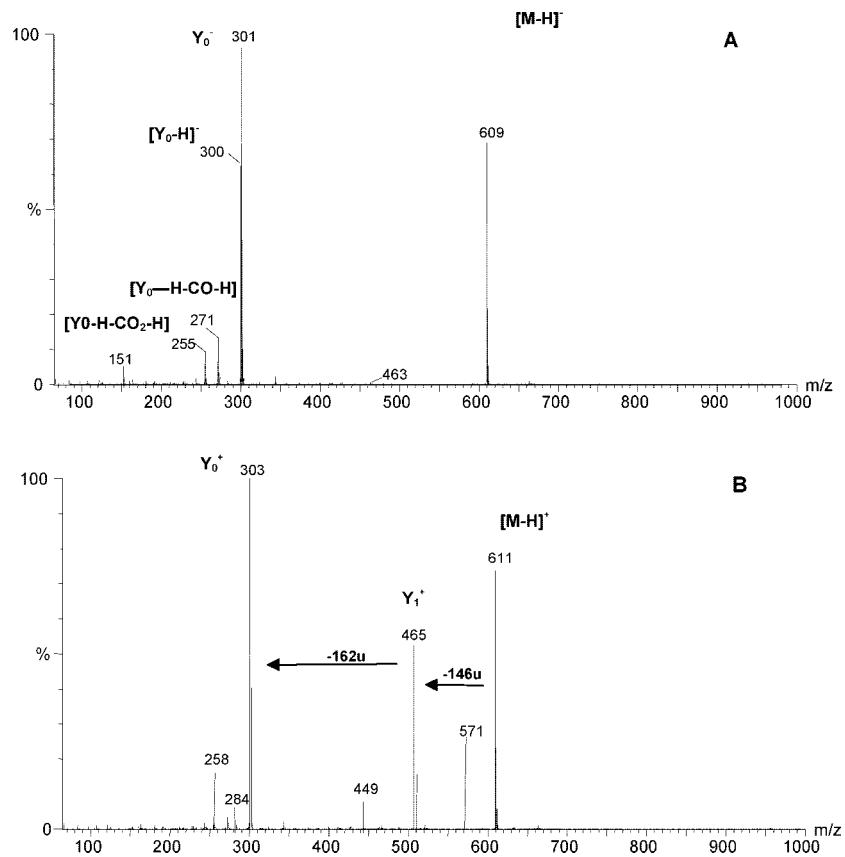 [M-H]⁻
100
Y₀⁻ 301
A
[Y₀-H]⁻
300
609
%
[Y₀—H-CO-H]
[Y0-H-CO₂-H]
271
255
151
463
0
100 200 300 400 500 600 700 800 900 1000 m/z
Y₀⁺
100
303
B
[M-H]⁺
611
Y₁⁺
465
%
-162u
-146u
571
258
284
449
0
100 200 300 400 500 600 700 800 900 1000 m/z